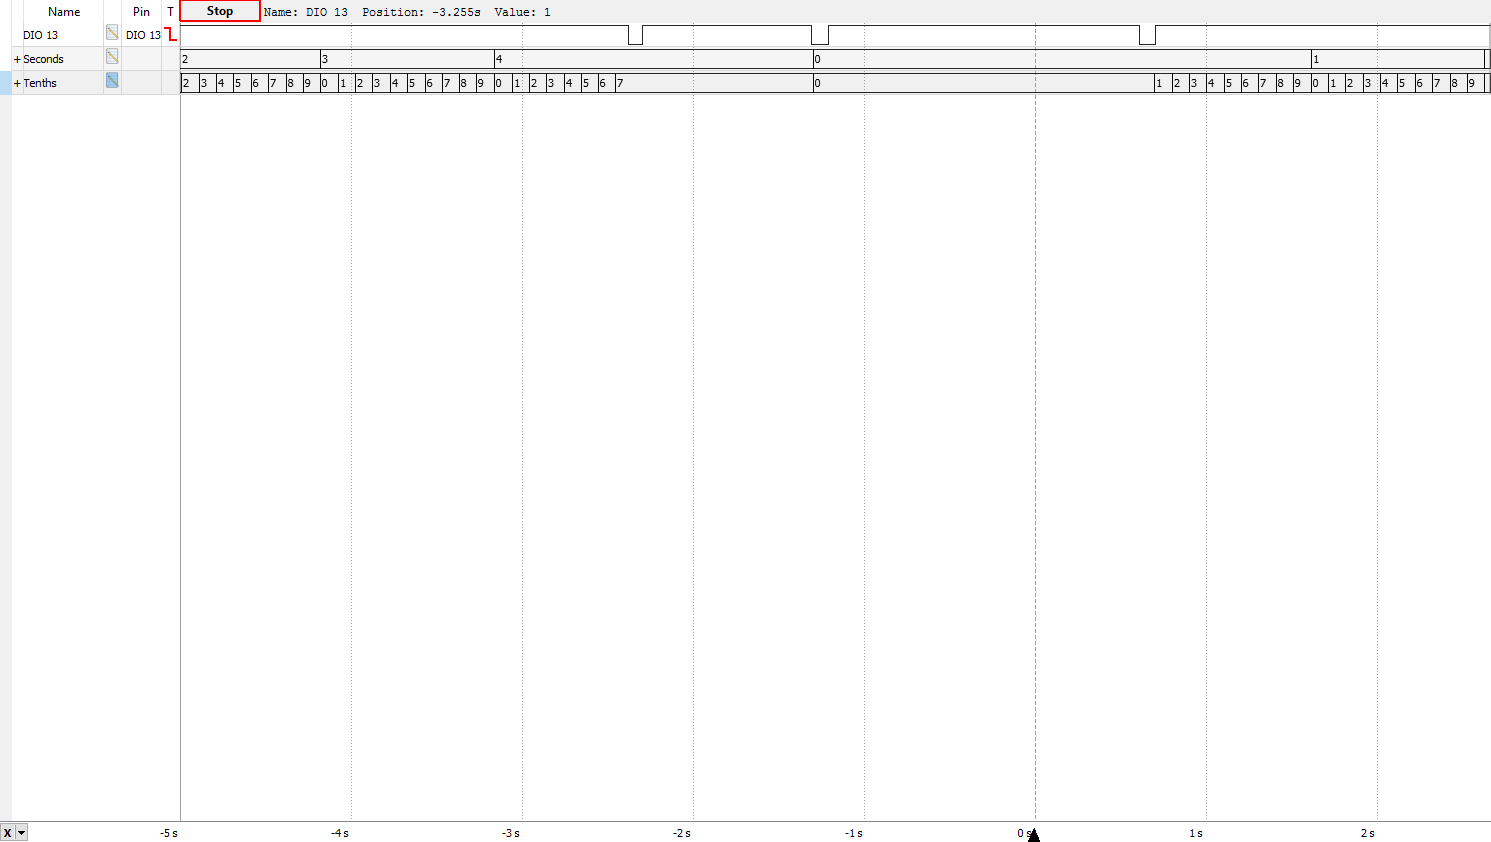 Name Pin T Stop Name: DIO 13 Position: -3.255s Value: 1
DIO 13 DIO 13
+ Seconds 2 3 4 0 1
+ Tenths 2 3 4 5 6 7 8 9 0 1 2 3 4 5 6 7 8 9 0 1 2 3 4 5 6 7 0 1 2 3 4 5 6 7 8 9 0 1 2 3 4 5 6 7 8 9
X -5 s -4 s -3 s -2 s -1 s 0 s 1 s 2 s